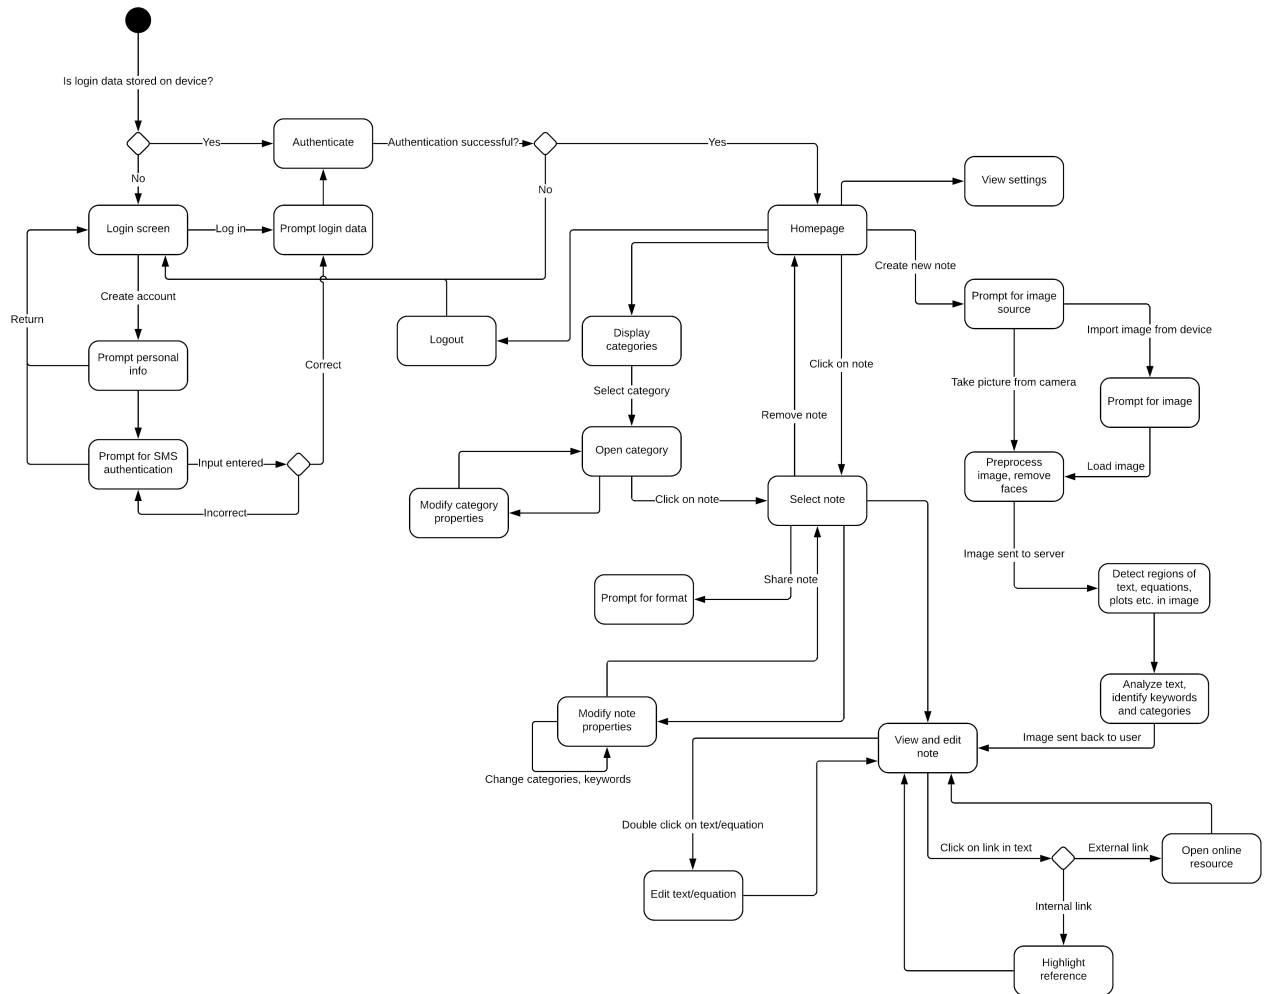 Is login data stored on device?
Yes
Authenticate
Authentication successful?
Yes
No
No
View settings
Login screen
Log in
Prompt login data
Homepage
Create new note
Create account
Return
Prompt for image
source
Import image from device
Logout
Display
categories
Prompt personal
info
Correct
Click on note
Take picture from camera
Select category
Prompt for image
Remove note
Open category
Prompt for SMS
authentication
Input entered
Preprocess
image, remove
faces
Load image
Modify category
properties
Click on note
Select note
Incorrect
Image sent to server
Share note
Prompt for format
Detect regions of
text, equations,
plots etc. in image
Analyze text,
identify keywords
and categories
Modify note
properties
Image sent back to user
View and edit
note
Change categories, keywords
Double click on text/equation
Click on link in text
External link
Open online
resource
Edit text/equation
Internal link
Highlight
reference